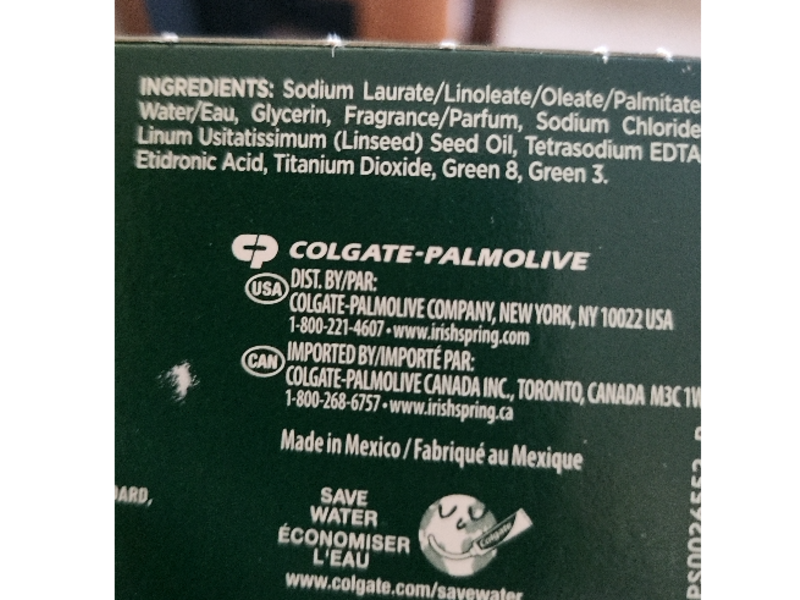 INGREDIENTS: Sodium Laurate/Linoleate/Oleate/Palmitate
Water/Eau, Glycerin, Fragrance/Parfum, Sodium Chloride
Linum Usitatissimum (Linseed) Seed Oil, Tetrasodium EDTA
Etidronic Acid, Titanium Dioxide, Green 8, Green 3.
CP COLGATE-PALMOLIVE
USA DIST. BY/PAR:
COLGATE-PALMOLIVE COMPANY, NEW YORK, NY 10022 USA
1-800-221-4607 • www.irishspring.com
CAN IMPORTED BY/IMPORTÉ PAR:
COLGATE-PALMOLIVE CANADA INC., TORONTO, CANADA M3C 1W
1-800-268-6757 • www.irishspring.ca
Made in Mexico / Fabriqué au Mexique
SAVE
WATER
ÉCONOMISER
L'EAU
Colgate
www.colgate.com/savewater